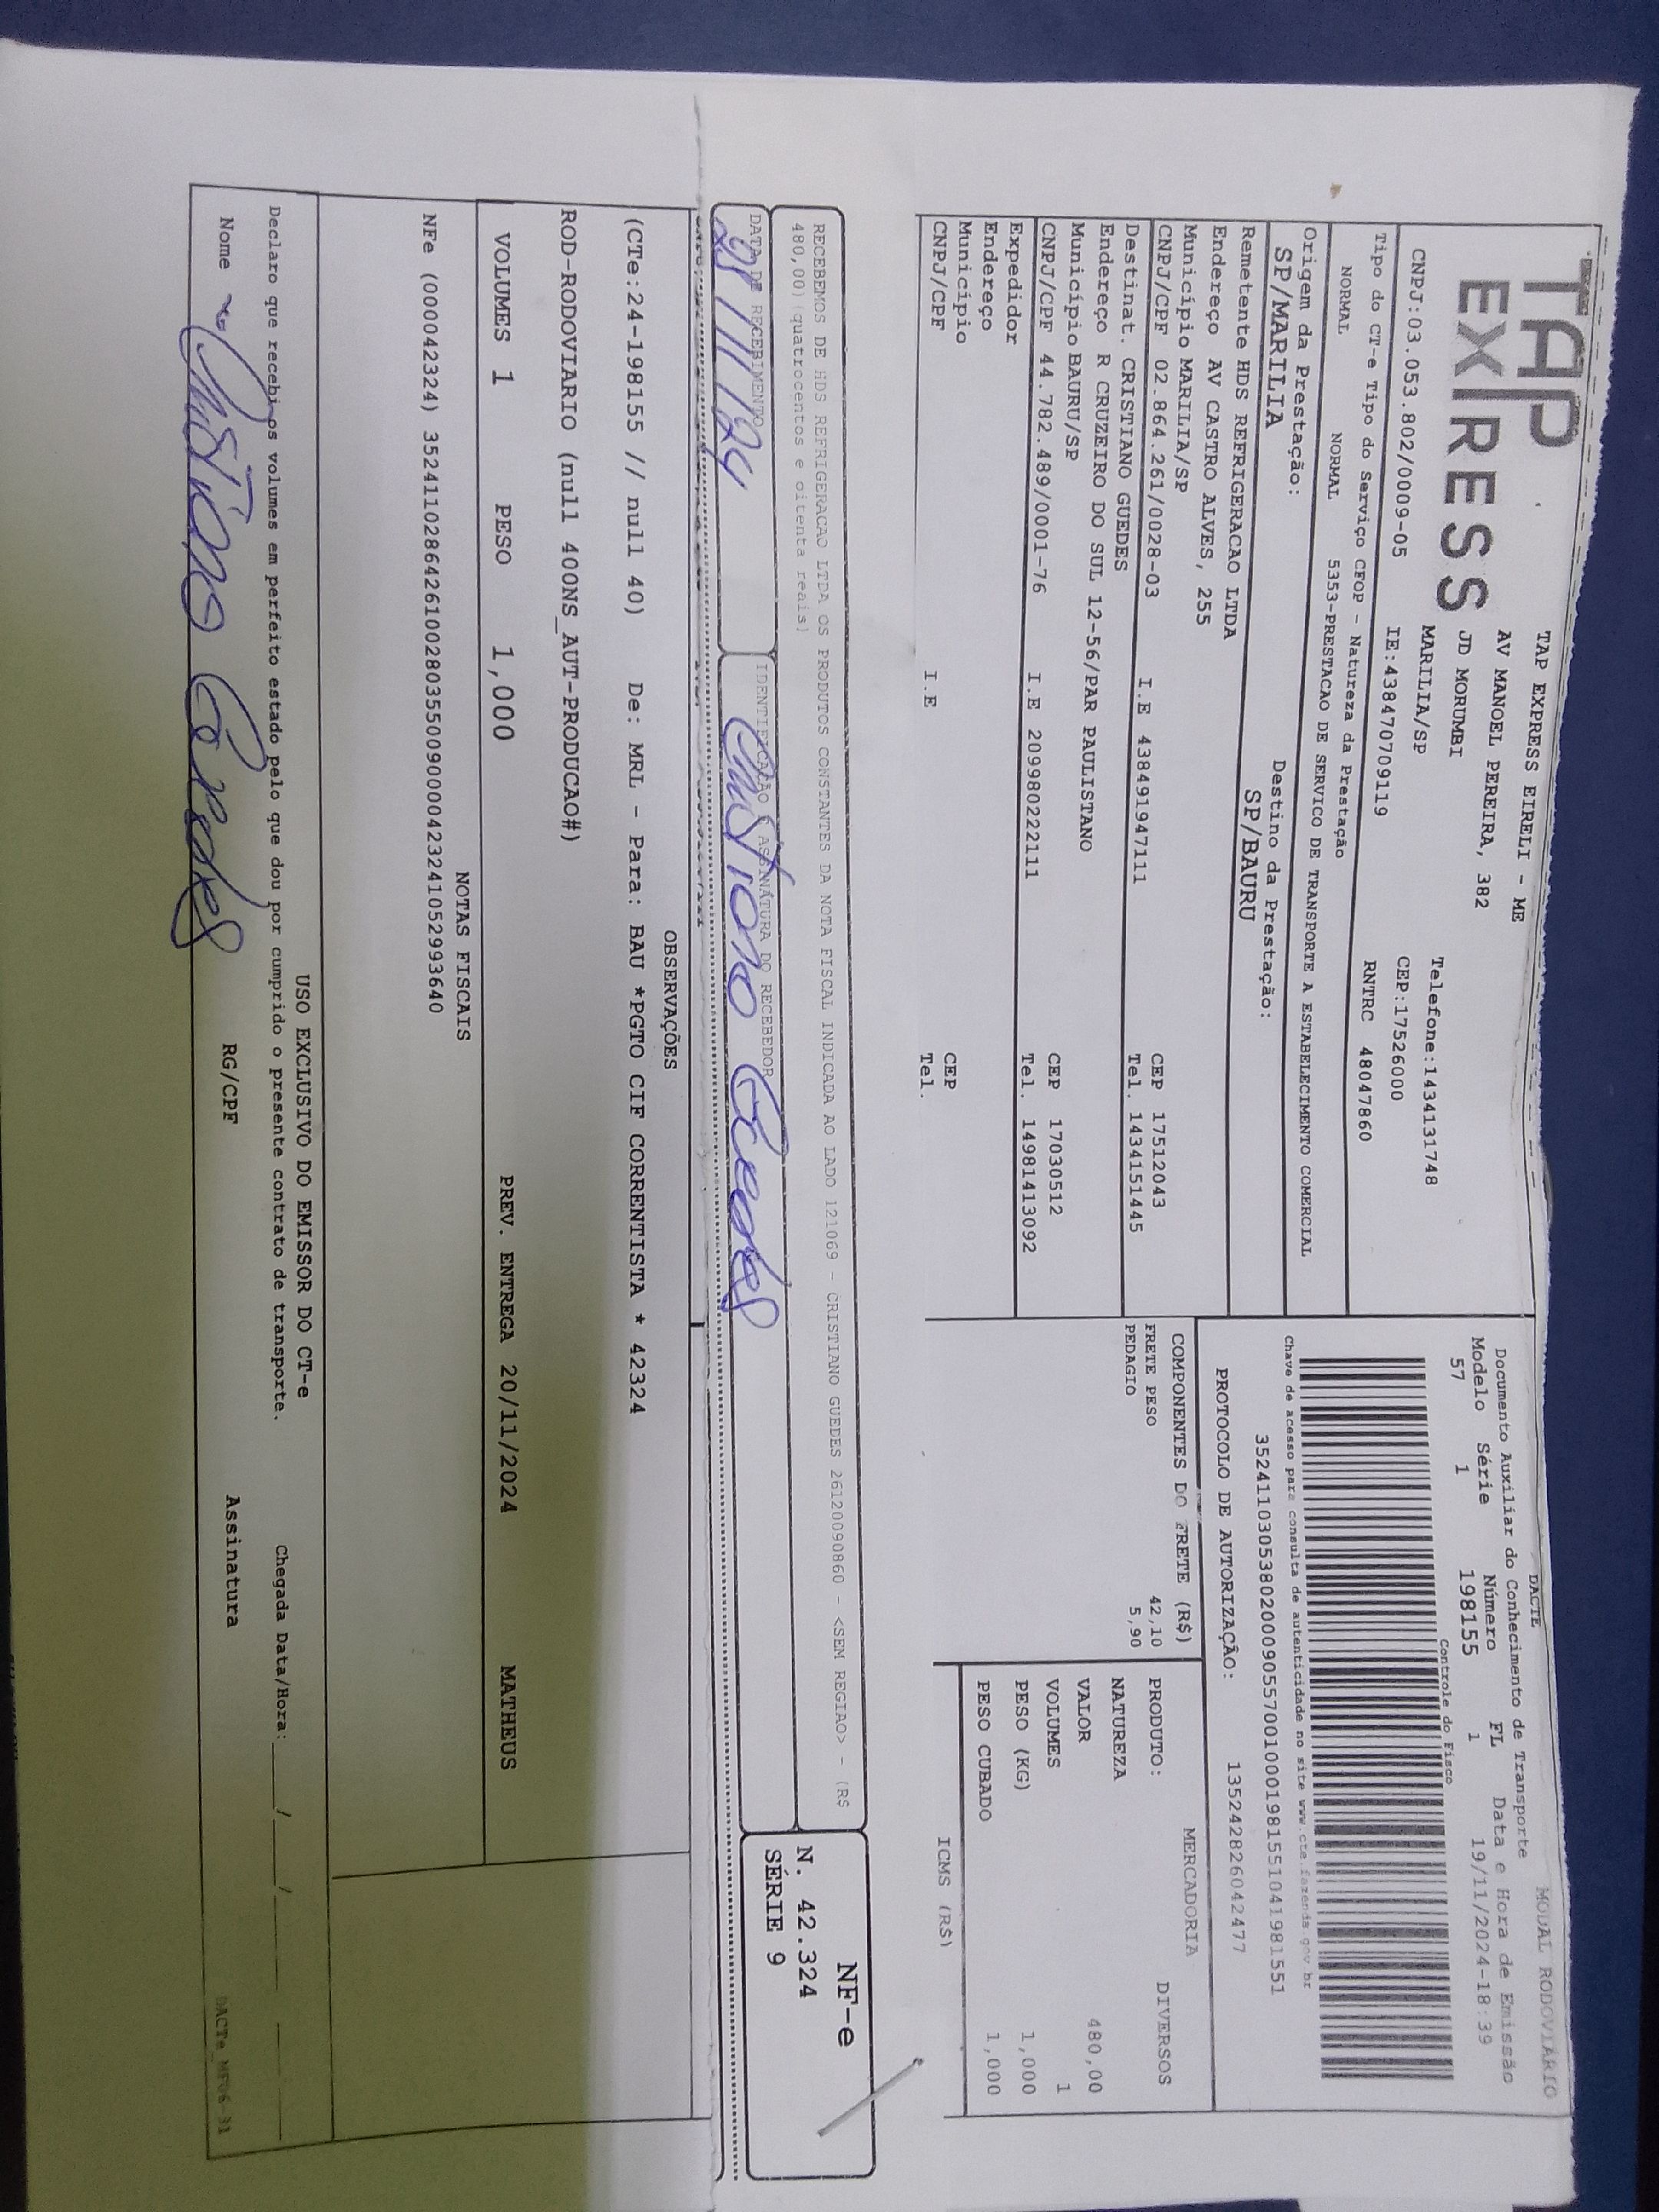 TAP
EXPRESS
TAP EXPRESS EIRELI - ME
AV MANOEL PEREIRA, 382
JD MORUMBI
MARILIA/SP
Telefone:1434131748
CEP:17526000
CNPJ:03.053.802/0009-05 IE:438470709119 RNTRC 48047860
Tipo do CT-e Tipo do Serviço CFOP - Natureza da Prestação
NORMAL NORMAL 5353-PRESTACAO DE SERVICO DE TRANSPORTE A ESTABELECIMENTO COMERCIAL
Origem da Prestação: Destino da Prestação:
SP/MARILIA SP/BAURU
Remetente HDS REFRIGERACAO LTDA
Endereço AV CASTRO ALVES, 255
Município MARILIA/SP CEP 17512043
CNPJ/CPF 02.864.261/0028-03 I.E 438491947111 Tel. 1434151445
Destinat. CRISTIANO GUEDES
Endereço R CRUZEIRO DO SUL 12-56/PAR PAULISTANO
Município BAURU/SP CEP 17030512
CNPJ/CPF 44.782.489/0001-76 I.E 209980222111 Tel. 14981413092
Expedidor
Endereço
Município CEP
CNPJ/CPF I.E Tel.
DACTE MODAL RODOVIÁRIO
Documento Auxiliar do Conhecimento de Transporte
Modelo Série Número FL Data e Hora de Emissão
57 1 198155 1 19/11/2024-18:39
Controle do Fisco
Chave de acesso para consulta de autenticidade no site www.cte.fazenda.gov.br
35241103053802000905570010001981551041981551
PROTOCOLO DE AUTORIZAÇÃO: 135242826042477
COMPONENTES DO FRETE (R$)
FRETE PESO 42,10
PEDAGIO 5,90
MERCADORIA
PRODUTO: DIVERSOS
NATUREZA
VALOR 480,00
VOLUMES 1
PESO (KG) 1,000
PESO CUBADO 1,000
ICMS (R$)
RECEBEMOS DE HDS REFRIGERACAO LTDA OS PRODUTOS CONSTANTES DA NOTA FISCAL INDICADA AO LADO 121069 - CRISTIANO GUEDES 26120090860 - <SEM REGIAO> - (R$
480,00)(quatrocentos e oitenta reais)
DATA DE RECEBIMENTO IDENTIFICAÇÃO E ASSINATURA DO RECEBEDOR
/11/24 Cristiano Guedes
NF-e
N. 42.324
SÉRIE 9
OBSERVAÇÕES
(CTe:24-198155 // null 40) De: MRL - Para: BAU *PGTO CIF CORRENTISTA * 42324
ROD-RODOVIARIO (null 400NS_AUT-PRODUCAO#)
VOLUMES 1 PESO 1,000 PREV. ENTREGA 20/11/2024 MATHEUS
NOTAS FISCAIS
NFe (000042324) 35241102864261002803550090000423241052993640
USO EXCLUSIVO DO EMISSOR DO CT-e
Declaro que recebi os volumes em perfeito estado pelo que dou por cumprido o presente contrato de transporte. Chegada Data/Hora:____/____/____ ____
Nome Cristiano Guedes RG/CPF Assinatura